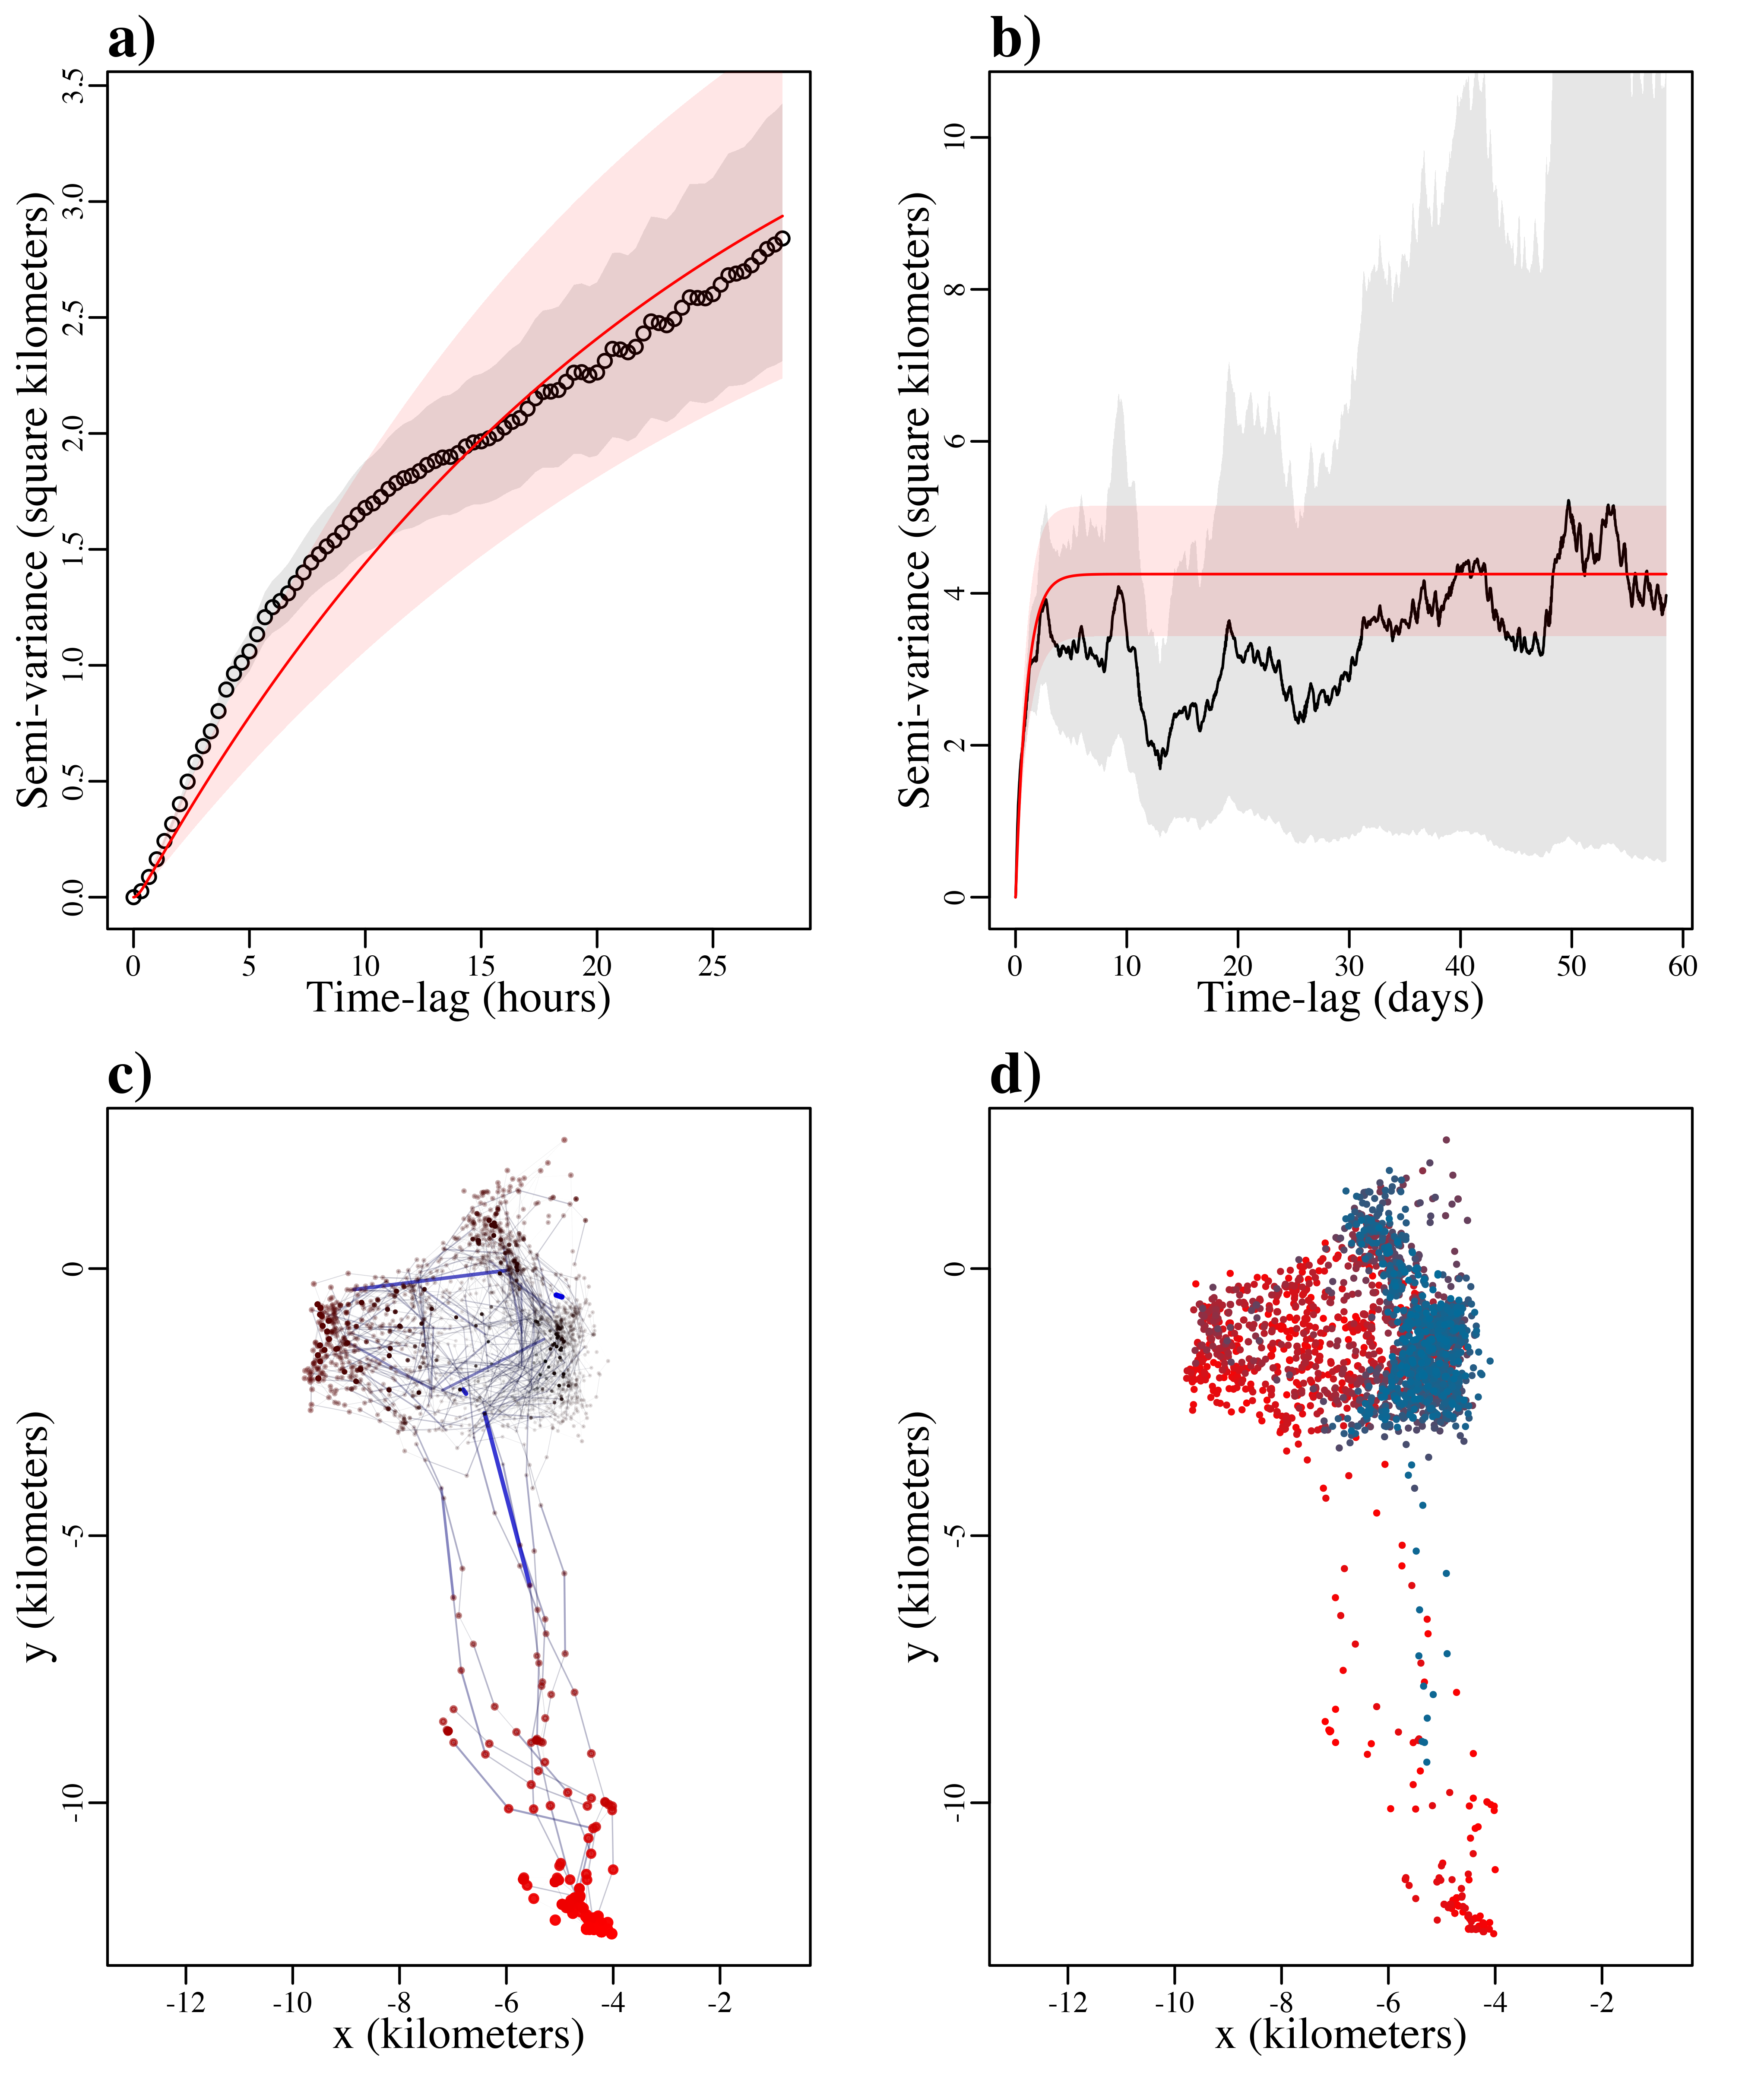 a)
Semi-variance (square kilometers)
3.5
3.0
2.5
2.0
1.5
1.0
0.5
0.0
0 5 10 15 20 25
Time-lag (hours)
b)
Semi-variance (square kilometers)
10
8
6
4
2
0
0 10 20 30 40 50 60
Time-lag (days)
c)
y (kilometers)
0
-5
-10
-12 -10 -8 -6 -4 -2
x (kilometers)
d)
y (kilometers)
0
-5
-10
-12 -10 -8 -6 -4 -2
x (kilometers)